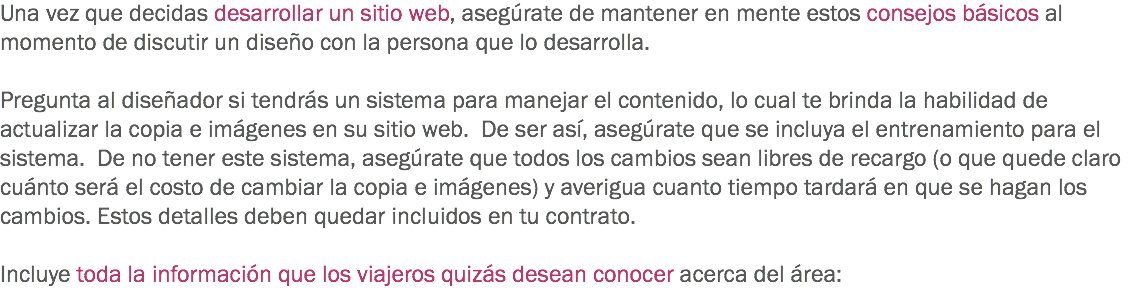 Una vez que decidas desarrollar un sitio web, asegúrate de mantener en mente estos consejos básicos al
momento de discutir un diseño con la persona que lo desarrolla.
Pregunta al diseñador si tendrás un sistema para manejar el contenido, lo cual te brinda la habilidad de
actualizar la copia e imágenes en su sitio web.  De ser así, asegúrate que se incluya el entrenamiento para el
sistema.  De no tener este sistema, asegúrate que todos los cambios sean libres de recargo (o que quede claro
cuánto será el costo de cambiar la copia e imágenes) y averigua cuanto tiempo tardará en que se hagan los
cambios. Estos detalles deben quedar incluidos en tu contrato.
Incluye toda la información que los viajeros quizás desean conocer acerca del área: